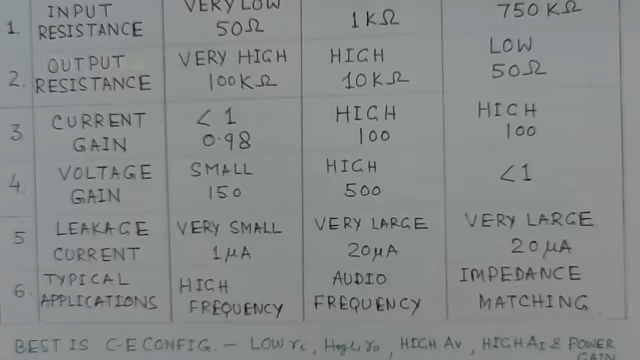 1. INPUT RESISTANCE VERY LOW 50Ω 1KΩ 750KΩ
2. OUTPUT RESISTANCE VERY HIGH 100KΩ HIGH 10KΩ LOW 50Ω
3 CURRENT GAIN < 1 0.98 HIGH 100 HIGH 100
4. VOLTAGE GAIN SMALL 150 HIGH 500 <1
5 LEAKAGE CURRENT VERY SMALL 1μA VERY LARGE 20μA VERY LARGE 20μA
6. TYPICAL APPLICATIONS HIGH FREQUENCY AUDIO FREQUENCY IMPEDANCE MATCHING
BEST IS C-E CONFIG. – LOW ri, HIGH AV, HIGH AI & POWER
GAIN